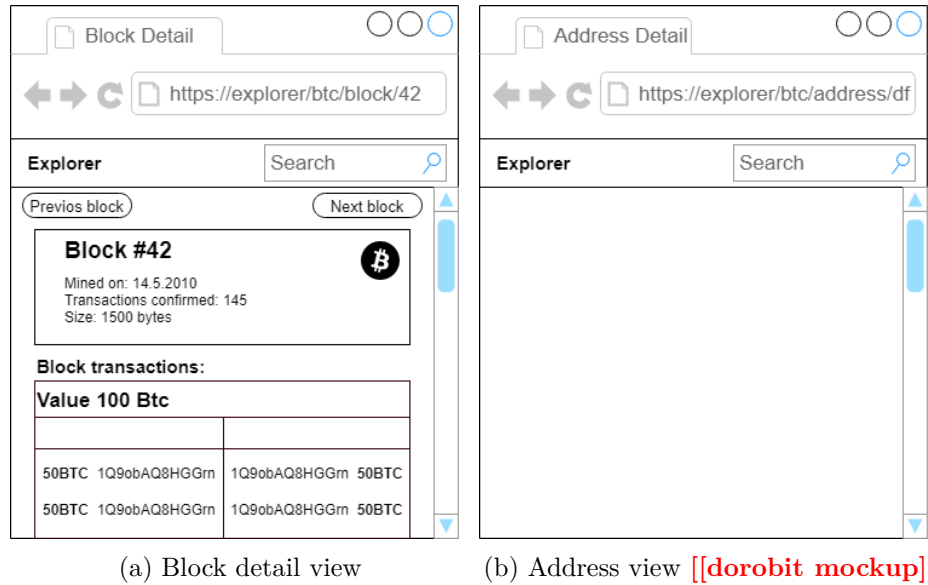 Block Detail
https://explorer/btc/block/42
Explorer
Search
Previos block
Next block
Block #42
Mined on: 14.5.2010
Transactions confirmed: 145
Size: 1500 bytes
Block transactions:
Value 100 Btc
50BTC 1Q9obAQ8HGGrn 1Q9obAQ8HGGrn 50BTC
50BTC 1Q9obAQ8HGGrn 1Q9obAQ8HGGrn 50BTC
(a) Block detail view
Address Detail
https://explorer/btc/address/df
Explorer
Search
(b) Address view [[dorobit mockup]